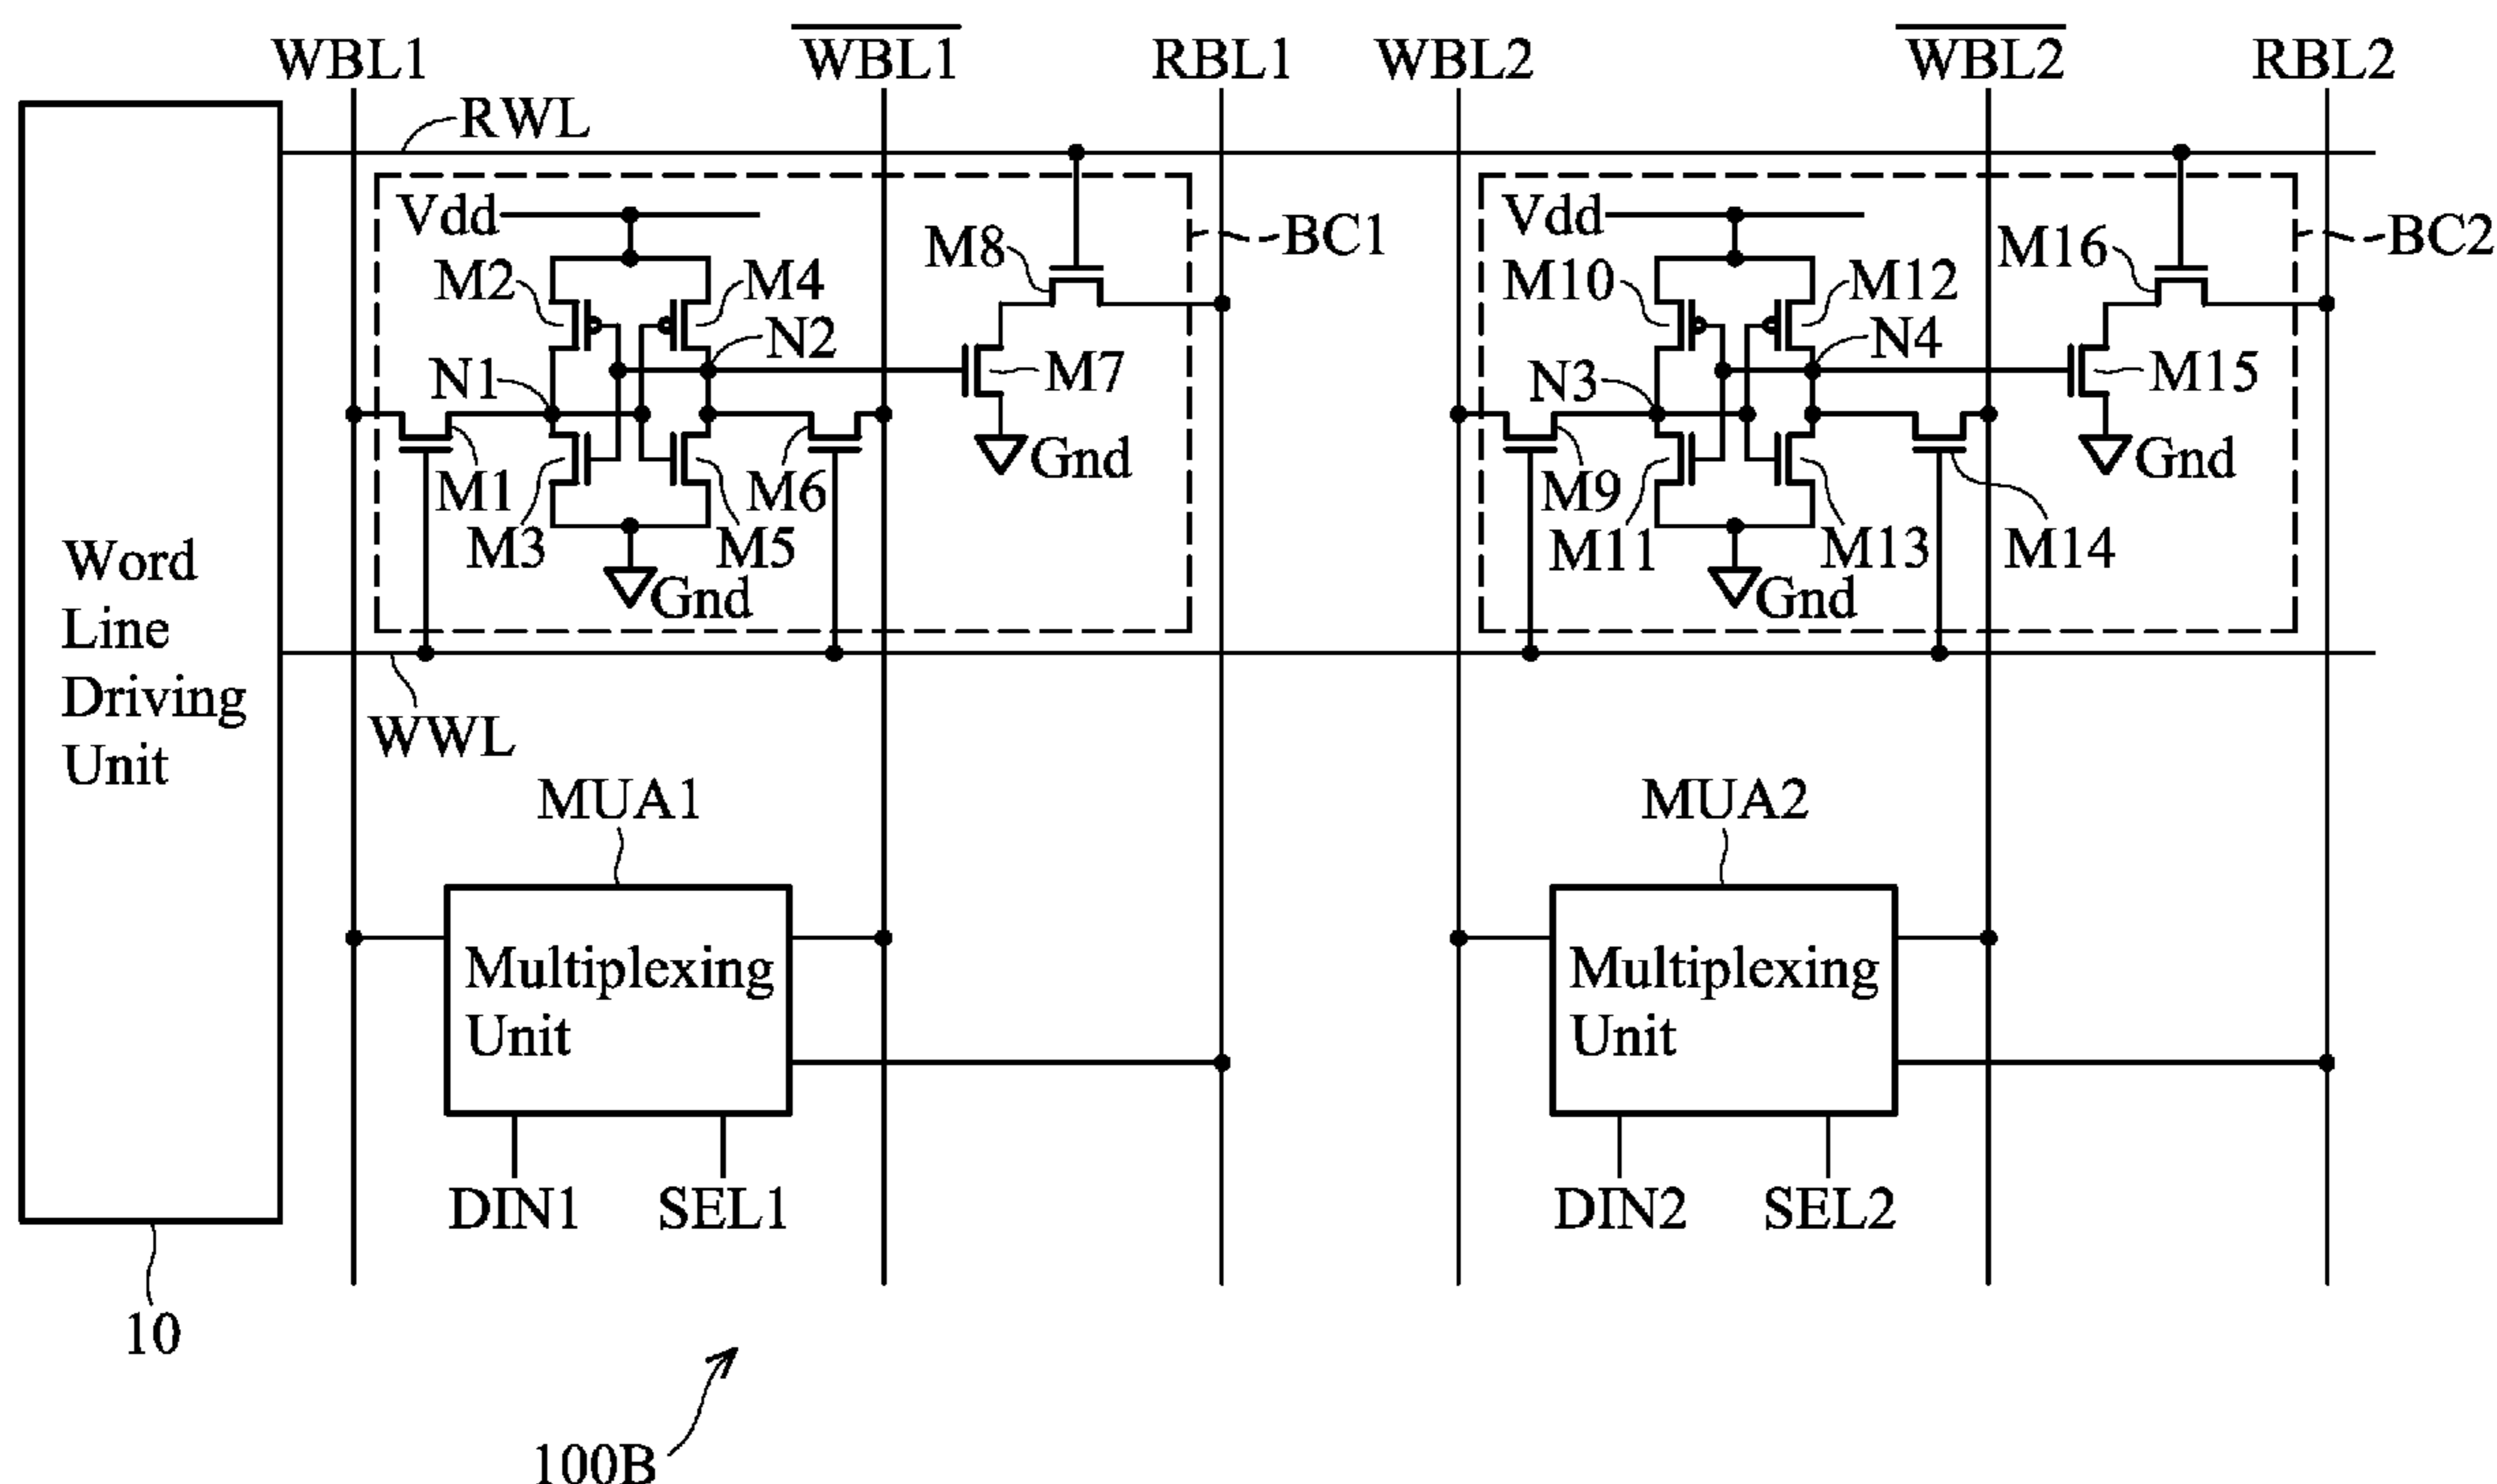 WBL1
WBL1
RBL1
WBL2
WBL2
RBL2
RWL
Vdd
M8
BC1
M2
M4
N2
N1
M7
M1
M6
Gnd
M3
M5
Gnd
Vdd
M16
BC2
M10
M12
N4
N3
M15
M9
Gnd
M11
M13
M14
Gnd
Word
Line
Driving
Unit
WWL
MUA1
MUA2
Multiplexing
Unit
Multiplexing
Unit
DIN1
SEL1
DIN2
SEL2
10
100B